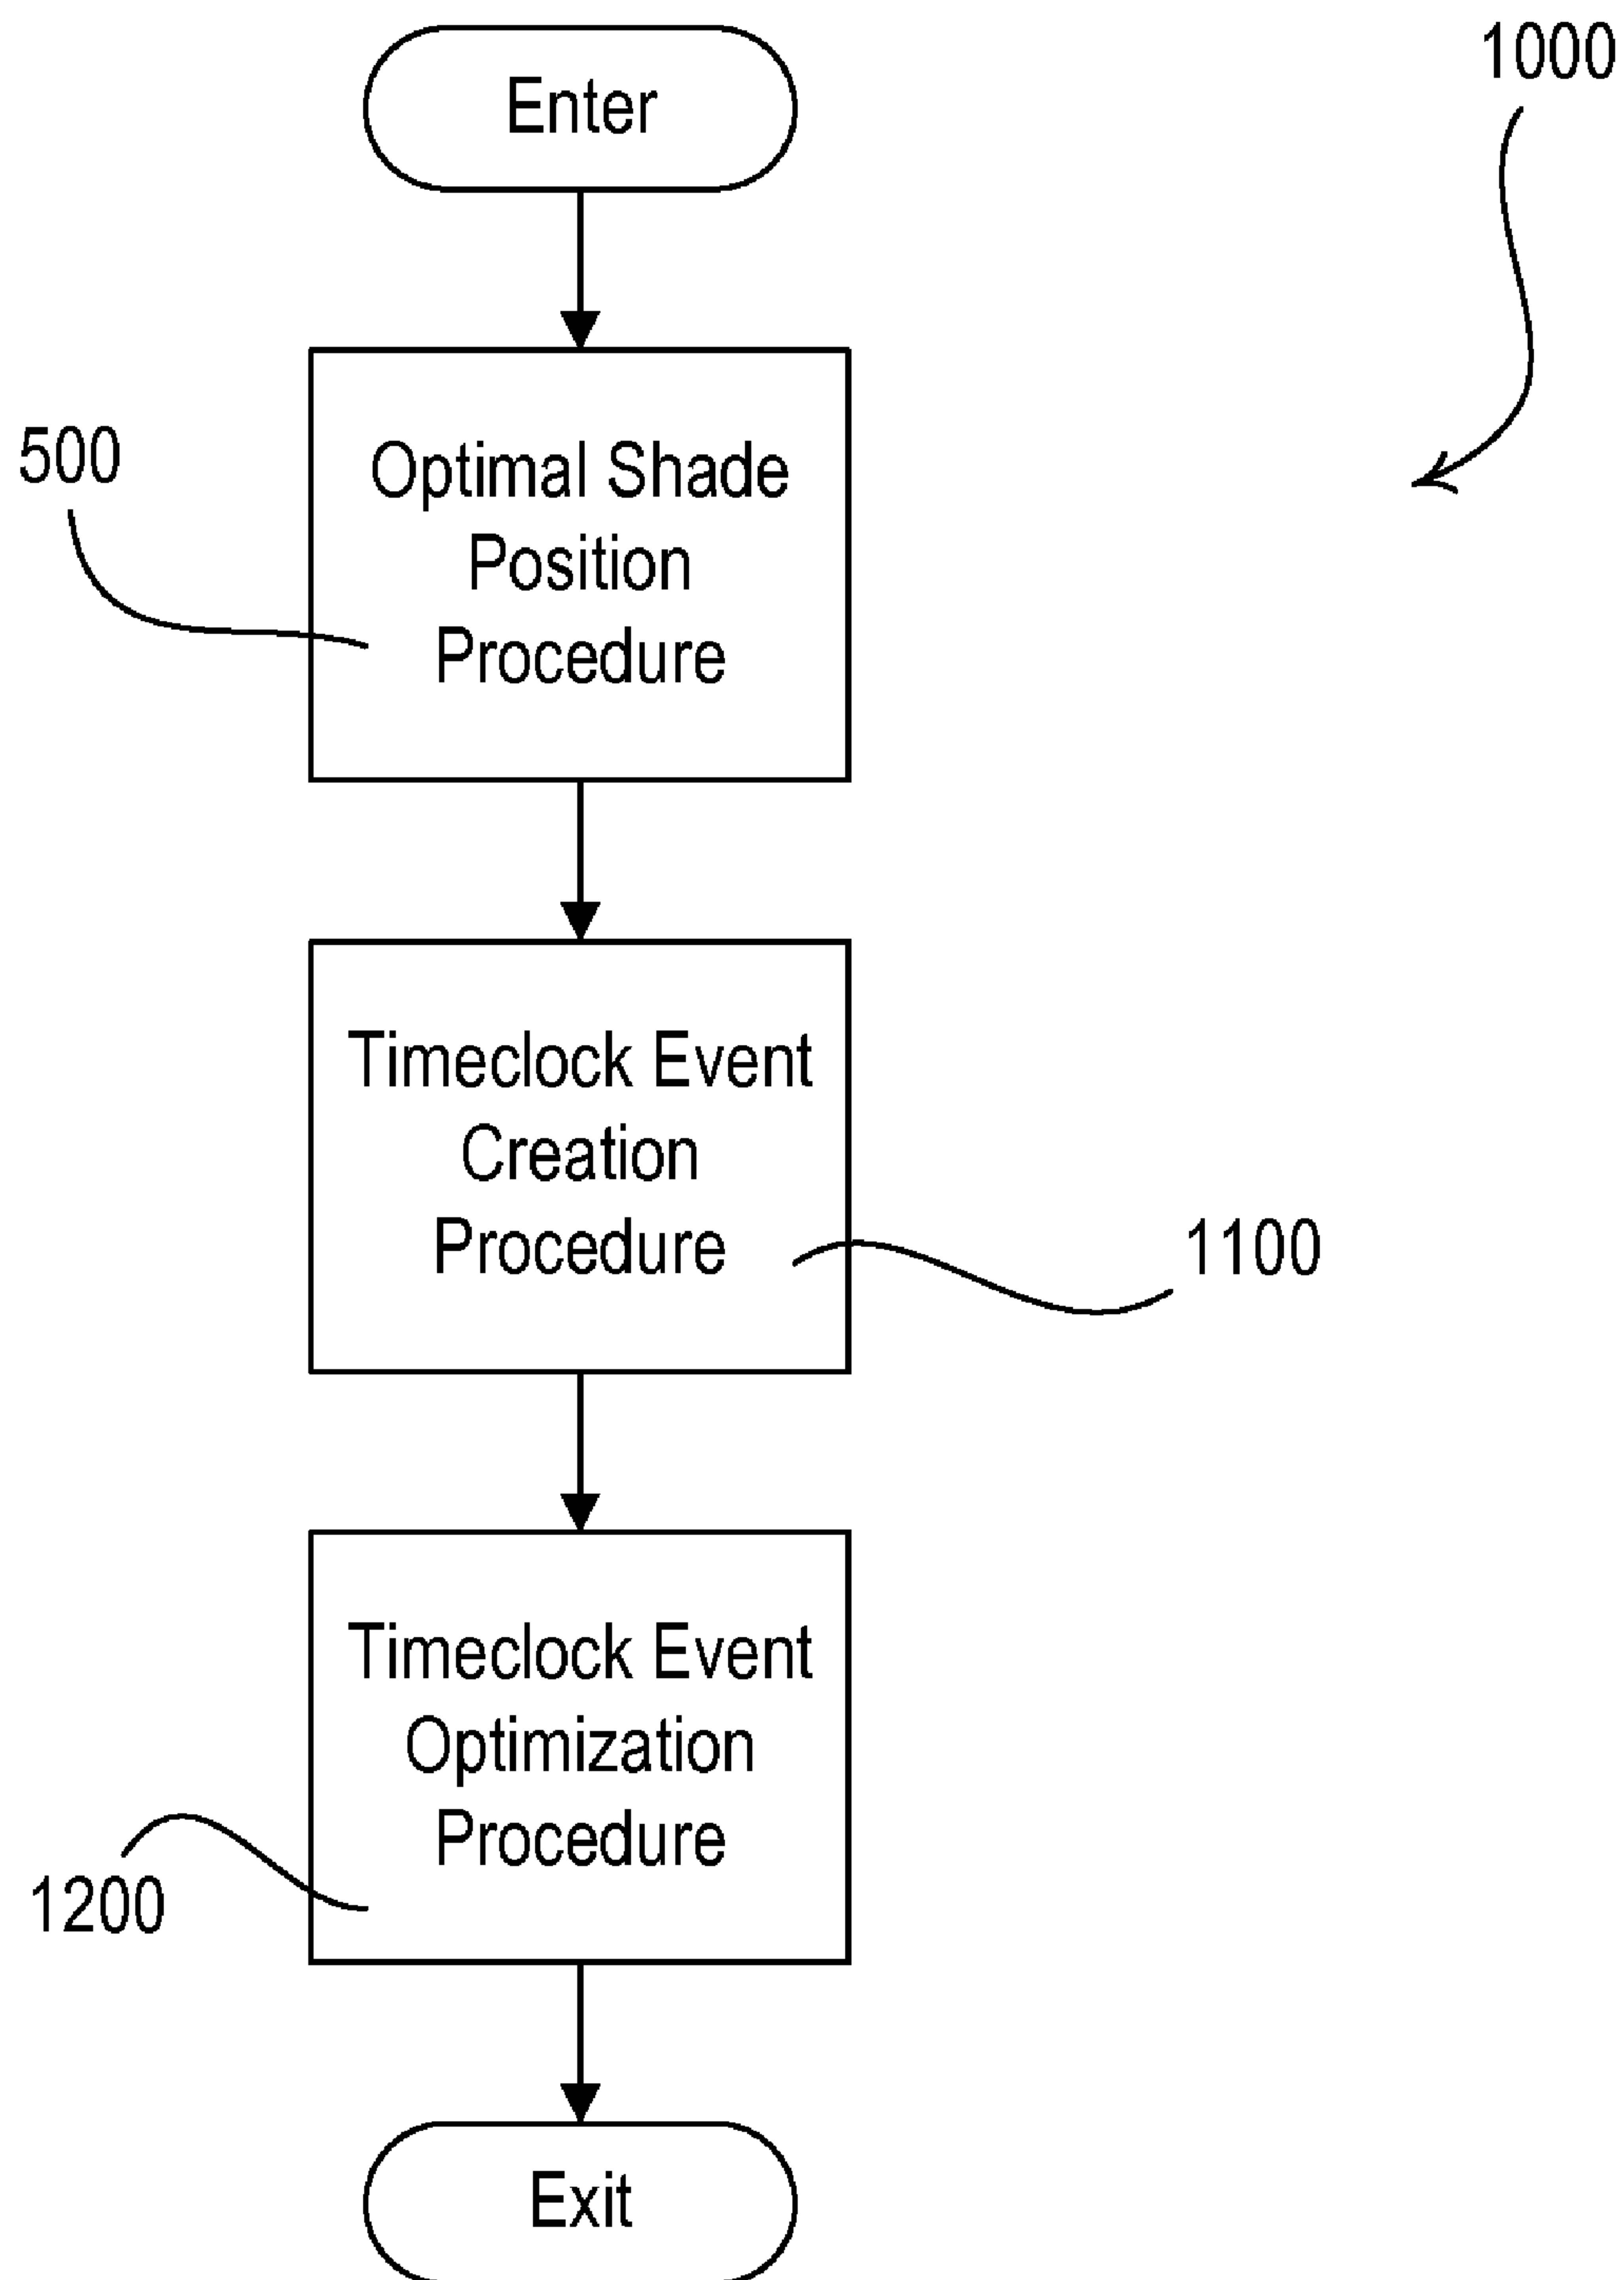 Enter
1000
500
Optimal Shade
Position
Procedure
Timeclock Event
Creation
Procedure
1100
Timeclock Event
Optimization
Procedure
1200
Exit